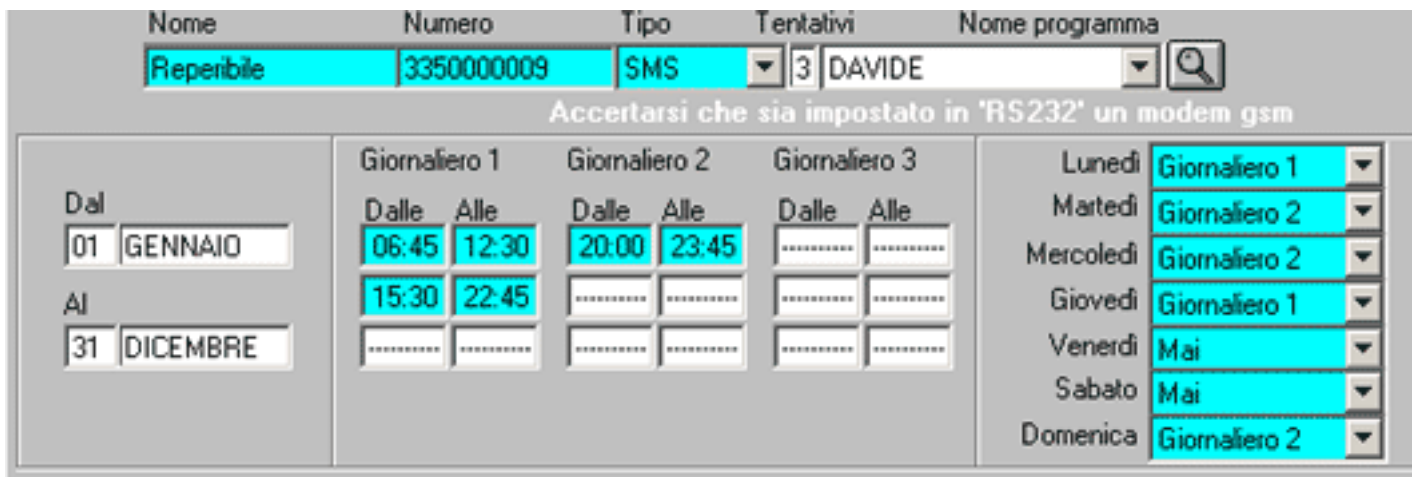 Nome Numero Tipo Tentativi Nome programma
Reperibile 3350000009 SMS 3 DAVIDE
Accertarsi che sia impostato in 'RS232' un modem gsm
Dal
01 GENNAIO
Al
31 DICEMBRE
Giornaliero 1 Giornaliero 2 Giornaliero 3
Dalle Alle Dalle Alle Dalle Alle
06:45 12:30 20:00 23:45 ---------- ----------
15:30 22:45 ---------- ---------- ---------- ----------
---------- ---------- ---------- ---------- ---------- ----------
Lunedì Giornaliero 1
Martedì Giornaliero 2
Mercoledì Giornaliero 2
Giovedì Giornaliero 1
Venerdì Mai
Sabato Mai
Domenica Giornaliero 2